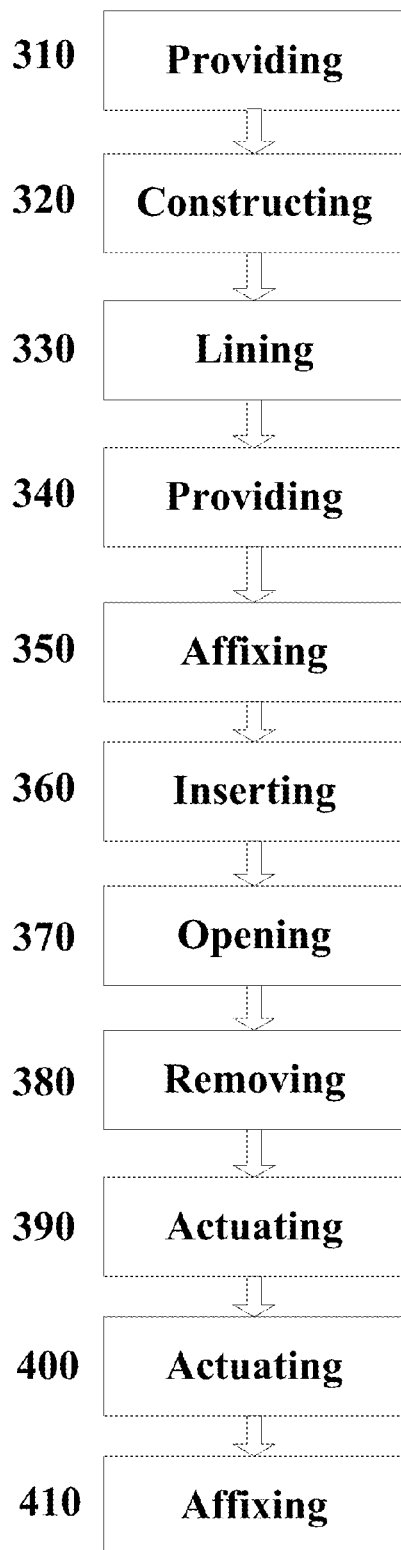 310 Providing
320 Constructing
330 Lining
340 Providing
350 Affixing
360 Inserting
370 Opening
380 Removing
390 Actuating
400 Actuating
410 Affixing